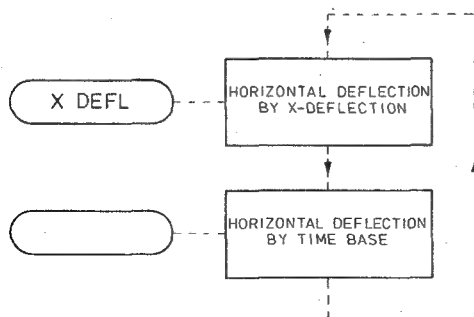 X DEFL
HORIZONTAL DEFLECTION
BY X-DEFLECTION
HORIZONTAL DEFLECTION
BY TIME BASE